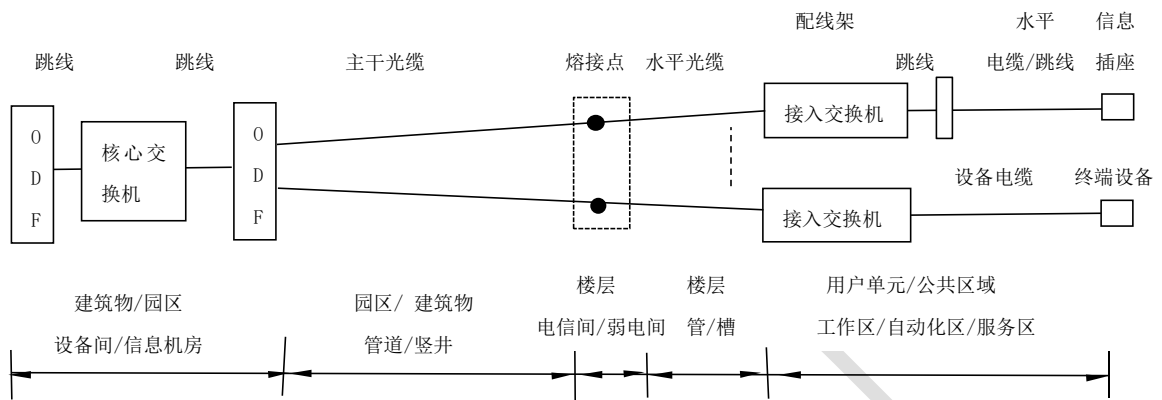 配线架
水平
信息
跳线
跳线
主干光缆
熔接点
水平光缆
跳线
电缆/跳线
插座
O
D
F
核心交
换机
O
D
F
接入交换机
设备电缆
终端设备
接入交换机
建筑物/园区
设备间/信息机房
园区/ 建筑物
管道/竖井
楼层
电信间/弱电间
楼层
管/槽
用户单元/公共区域
工作区/自动化区/服务区